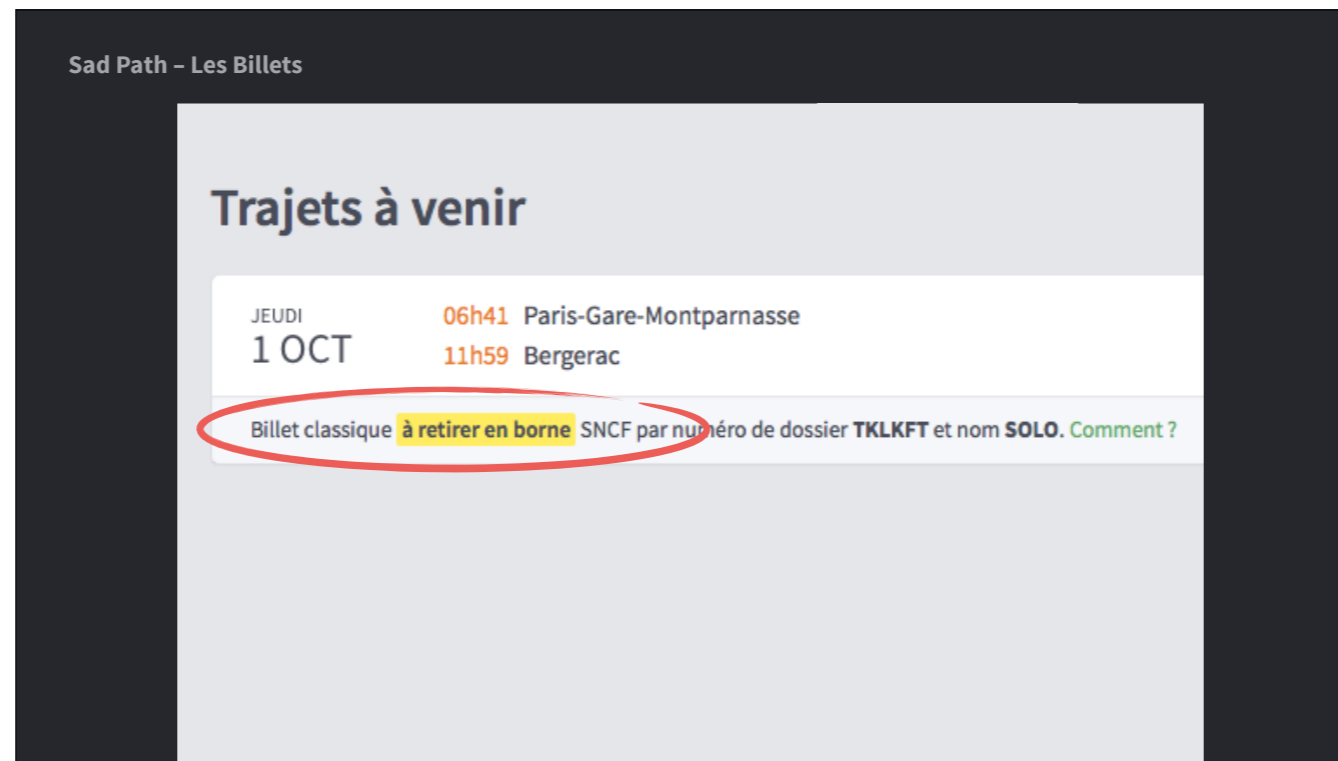 Sad Path – Les Billets
Trajets à venir
JEUDI
1 OCT
06h41 Paris-Gare-Montparnasse
11h59 Bergerac
Billet classique à retirer en borne SNCF par numéro de dossier TKLKFT et nom SOLO. Comment ?